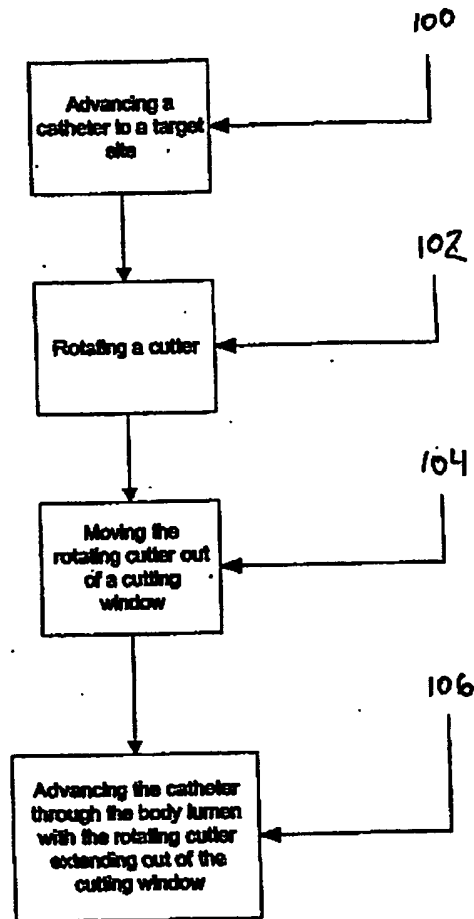 100
Advancing a
catheter to a target
site
102
Rotating a cutter
104
Moving the
rotating cutter out
of a cutting
window
106
Advancing the catheter
through the body lumen
with the rotating cutter
extending out of the
cutting window